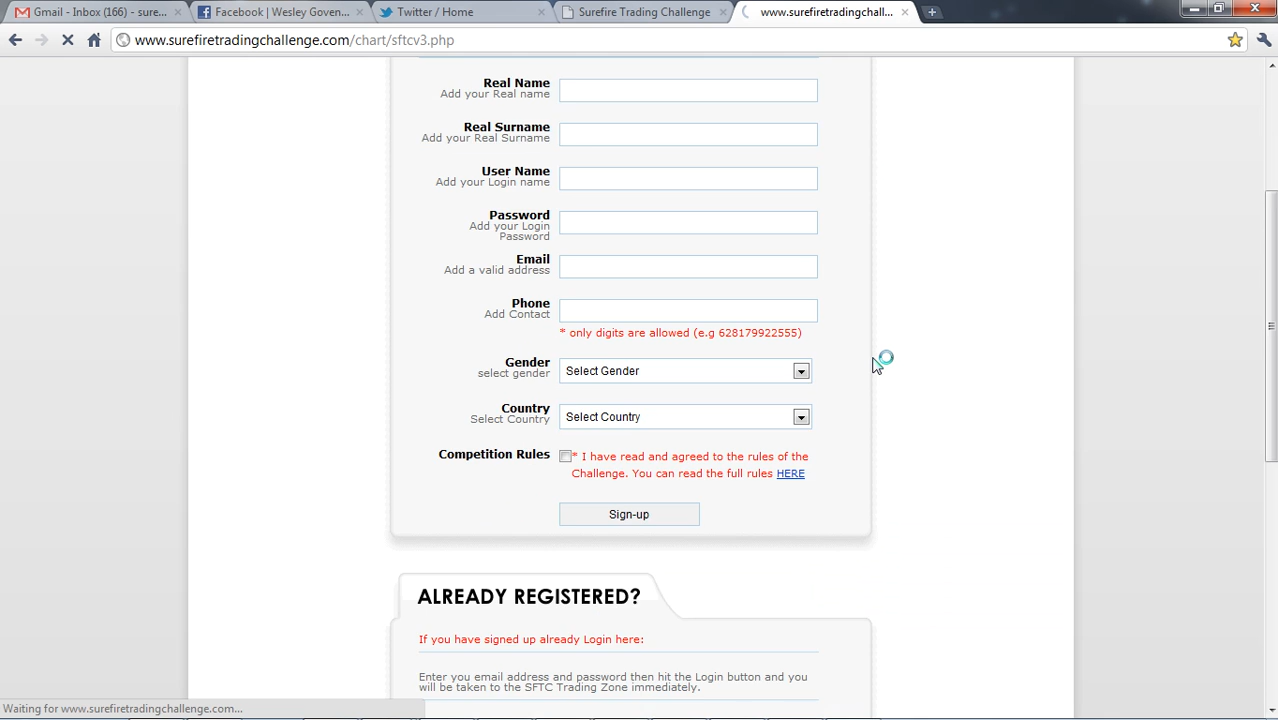 Gmail - Inbox (166) - sure...
Facebook | Wesley Goven...
Twitter / Home
Surefire Trading Challenge
www.surefiretradingchall...
www.surefiretradingchallenge.com/chart/sftcv3.php
Real Name
Add your Real name
Real Surname
Add your Real Surname
User Name
Add your Login name
Password
Add your Login
Password
Email
Add a valid address
Phone
Add Contact
* only digits are allowed (e.g 628179922555)
Gender
select gender
Select Gender
Country
Select Country
Select Country
Competition Rules
* I have read and agreed to the rules of the
Challenge. You can read the full rules HERE
Sign-up
ALREADY REGISTERED?
If you have signed up already Login here:
Enter you email address and password then hit the Login button and you
will be taken to the SFTC Trading Zone immediately.
Waiting for www.surefiretradingchallenge.com...